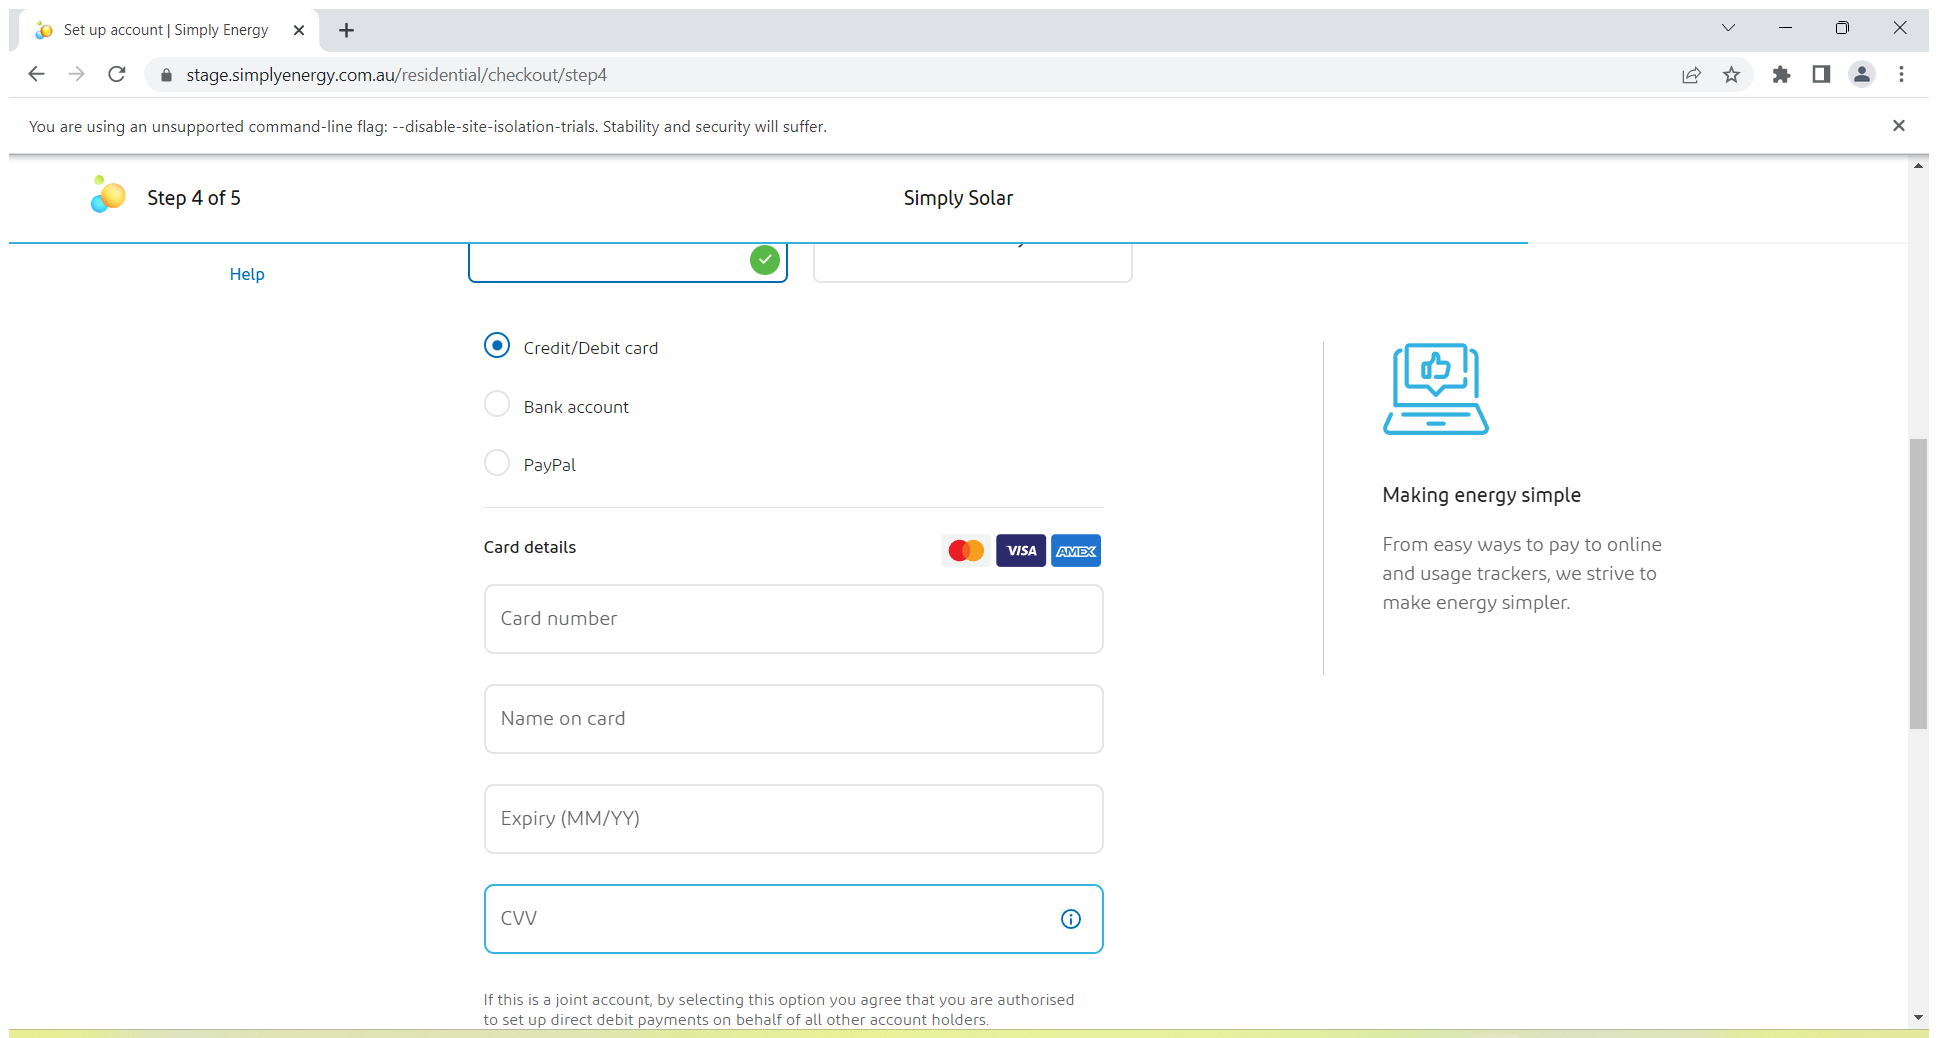 Set up account | Simply Energy
stage.simplyenergy.com.au/residential/checkout/step4
You are using an unsupported command-line flag: --disable-site-isolation-trials. Stability and security will suffer.
Step 4 of 5
Simply Solar
Help
Credit/Debit card
Bank account
PayPal
Card details
VISA
AMEX
Card number
Name on card
Expiry (MM/YY)
CVV
If this is a joint account, by selecting this option you agree that you are authorised
to set up direct debit payments on behalf of all other account holders.
Making energy simple
From easy ways to pay to online
and usage trackers, we strive to
make energy simpler.